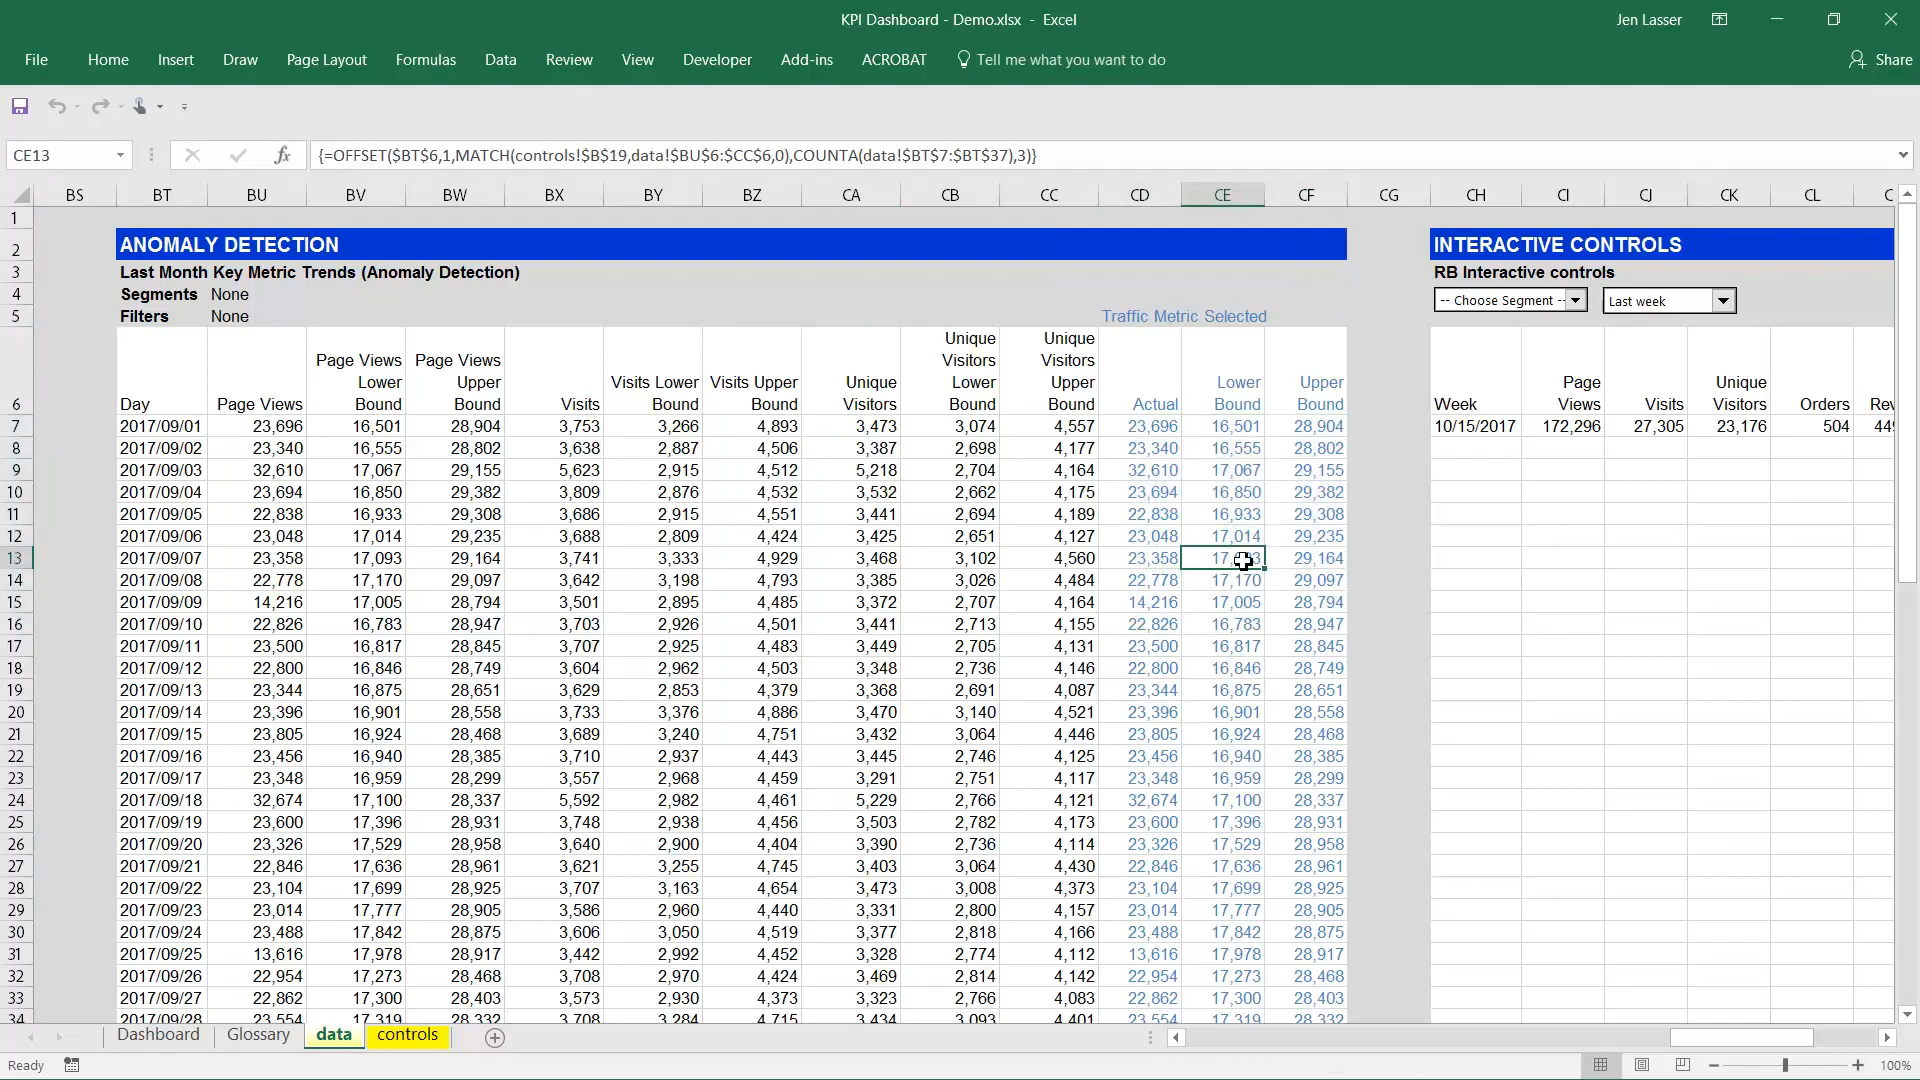 KPI Dashboard - Demo.xlsx - Excel
Jen Lasser
File Home Insert Draw Page Layout Formulas Data Review View Developer Add-ins ACROBAT Tell me what you want to do Share
CE13 fx {=OFFSET($BT$6,1,MATCH(controls!$B$19,data!$BU$6:$CC$6,0),COUNTA(data!$BT$7:$BT$37),3)}
BS BT BU BV BW BX BY BZ CA CB CC CD CE CF CG CH CI CJ CK CL C
1
2 ANOMALY DETECTION INTERACTIVE CONTROLS
3 Last Month Key Metric Trends (Anomaly Detection) RB Interactive controls
4 Segments None -- Choose Segment -- Last week
5 Filters None Traffic Metric Selected
6 Day Page Views Page Views Lower Bound Page Views Upper Bound Visits Visits Lower Bound Visits Upper Bound Unique Visitors Unique Visitors Lower Bound Unique Visitors Upper Bound Actual Lower Bound Upper Bound Week Page Views Visits Unique Visitors Orders Rev
7 2017/09/01 23,696 16,501 28,904 3,753 3,266 4,893 3,473 3,074 4,557 23,696 16,501 28,904 10/15/2017 172,296 27,305 23,176 504 449
8 2017/09/02 23,340 16,555 28,802 3,638 2,887 4,506 3,387 2,698 4,177 23,340 16,555 28,802
9 2017/09/03 32,610 17,067 29,155 5,623 2,915 4,512 5,218 2,704 4,164 32,610 17,067 29,155
10 2017/09/04 23,694 16,850 29,382 3,809 2,876 4,532 3,532 2,662 4,175 23,694 16,850 29,382
11 2017/09/05 22,838 16,933 29,308 3,686 2,915 4,551 3,441 2,694 4,189 22,838 16,933 29,308
12 2017/09/06 23,048 17,014 29,235 3,688 2,809 4,424 3,425 2,651 4,127 23,048 17,014 29,235
13 2017/09/07 23,358 17,093 29,164 3,741 3,333 4,929 3,468 3,102 4,560 23,358 29,164
14 2017/09/08 22,778 17,170 29,097 3,642 3,198 4,793 3,385 3,026 4,484 22,778 17,170 29,097
15 2017/09/09 14,216 17,005 28,794 3,501 2,895 4,485 3,372 2,707 4,164 14,216 17,005 28,794
16 2017/09/10 22,826 16,783 28,947 3,703 2,926 4,501 3,441 2,713 4,155 22,826 16,783 28,947
17 2017/09/11 23,500 16,817 28,845 3,707 2,925 4,483 3,449 2,705 4,131 23,500 16,817 28,845
18 2017/09/12 22,800 16,846 28,749 3,604 2,962 4,503 3,348 2,736 4,146 22,800 16,846 28,749
19 2017/09/13 23,344 16,875 28,651 3,629 2,853 4,379 3,368 2,691 4,087 23,344 16,875 28,651
20 2017/09/14 23,396 16,901 28,558 3,733 3,376 4,886 3,470 3,140 4,521 23,396 16,901 28,558
21 2017/09/15 23,805 16,924 28,468 3,689 3,240 4,751 3,432 3,064 4,446 23,805 16,924 28,468
22 2017/09/16 23,456 16,940 28,385 3,710 2,937 4,443 3,445 2,746 4,125 23,456 16,940 28,385
23 2017/09/17 23,348 16,959 28,299 3,557 2,968 4,459 3,291 2,751 4,117 23,348 16,959 28,299
24 2017/09/18 32,674 17,100 28,337 5,592 2,982 4,461 5,229 2,766 4,121 32,674 17,100 28,337
25 2017/09/19 23,600 17,396 28,931 3,748 2,938 4,456 3,503 2,782 4,173 23,600 17,396 28,931
26 2017/09/20 23,326 17,529 28,958 3,640 2,900 4,404 3,390 2,736 4,114 23,326 17,529 28,958
27 2017/09/21 22,846 17,636 28,961 3,621 3,255 4,745 3,403 3,064 4,430 22,846 17,636 28,961
28 2017/09/22 23,104 17,699 28,925 3,707 3,163 4,654 3,473 3,008 4,373 23,104 17,699 28,925
29 2017/09/23 23,014 17,777 28,905 3,586 2,960 4,440 3,331 2,800 4,157 23,014 17,777 28,905
30 2017/09/24 23,488 17,842 28,875 3,606 3,050 4,519 3,377 2,818 4,166 23,488 17,842 28,875
31 2017/09/25 13,616 17,978 28,917 3,442 2,992 4,452 3,328 2,774 4,112 13,616 17,978 28,917
32 2017/09/26 22,954 17,273 28,468 3,708 2,970 4,424 3,469 2,814 4,142 22,954 17,273 28,468
33 2017/09/27 22,862 17,300 28,403 3,573 2,930 4,373 3,323 2,766 4,083 22,862 17,300 28,403
34 2017/09/28 23,554 17,319 28,332 3,708 3,284 4,715 3,434 3,093 4,401 23,554 17,319 28,332
Dashboard Glossary data controls
Ready 100%